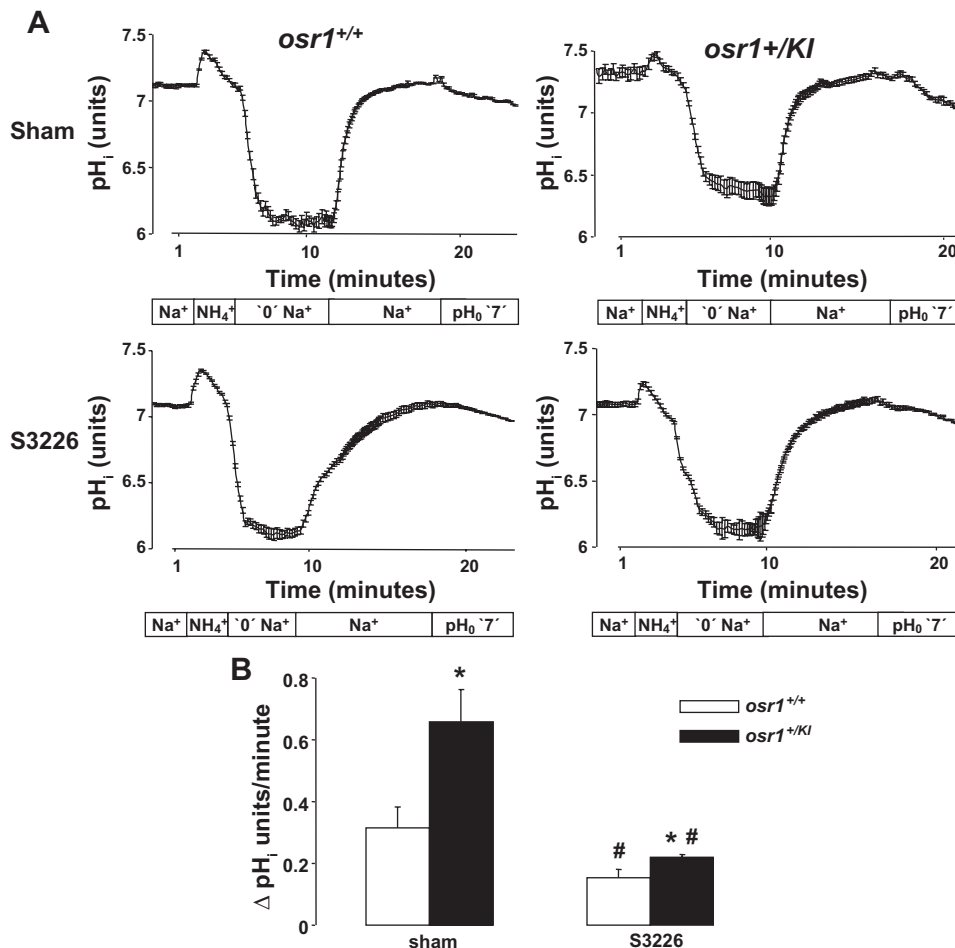 A
osr1+/+
osr1+/KI
Sham
pHi (units)
7.5
7
6.5
6
1
10
20
Time (minutes)
Na+
NH4+
`0´ Na+
Na+
pH0 `7´
pHi (units)
7.5
7
6.5
6
1
10
20
Time (minutes)
Na+
NH4+
`0´ Na+
Na+
pH0 `7´
S3226
pHi (units)
7.5
7
6.5
6
1
10
20
Time (minutes)
Na+
NH4+
`0´ Na+
Na+
pH0 `7´
pHi (units)
7.5
7
6.5
6
1
10
20
Time (minutes)
Na+
NH4+
`0´ Na+
Na+
pH0 `7´
B
Δ pHi units/minute
0.8
0.6
0.4
0.2
0
*
#
* #
sham
S3226
osr1+/+
osr1+/KI